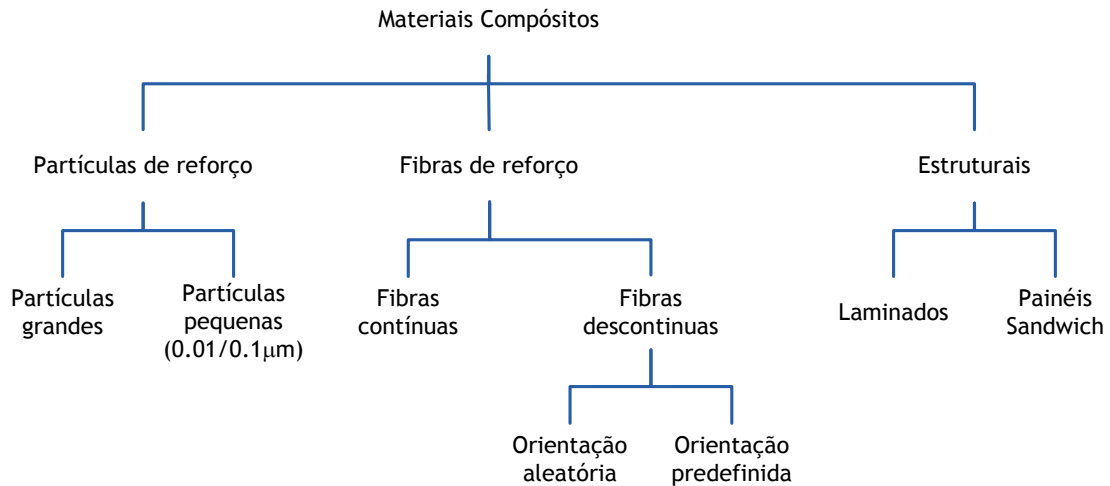 Materiais Compósitos
Partículas de reforço
Fibras de reforço
Estruturais
Partículas
grandes
Partículas
pequenas
(0.01/0.1μm)
Fibras
contínuas
Fibras
descontinuas
Laminados
Painéis
Sandwich
Orientação
aleatória
Orientação
predefinida